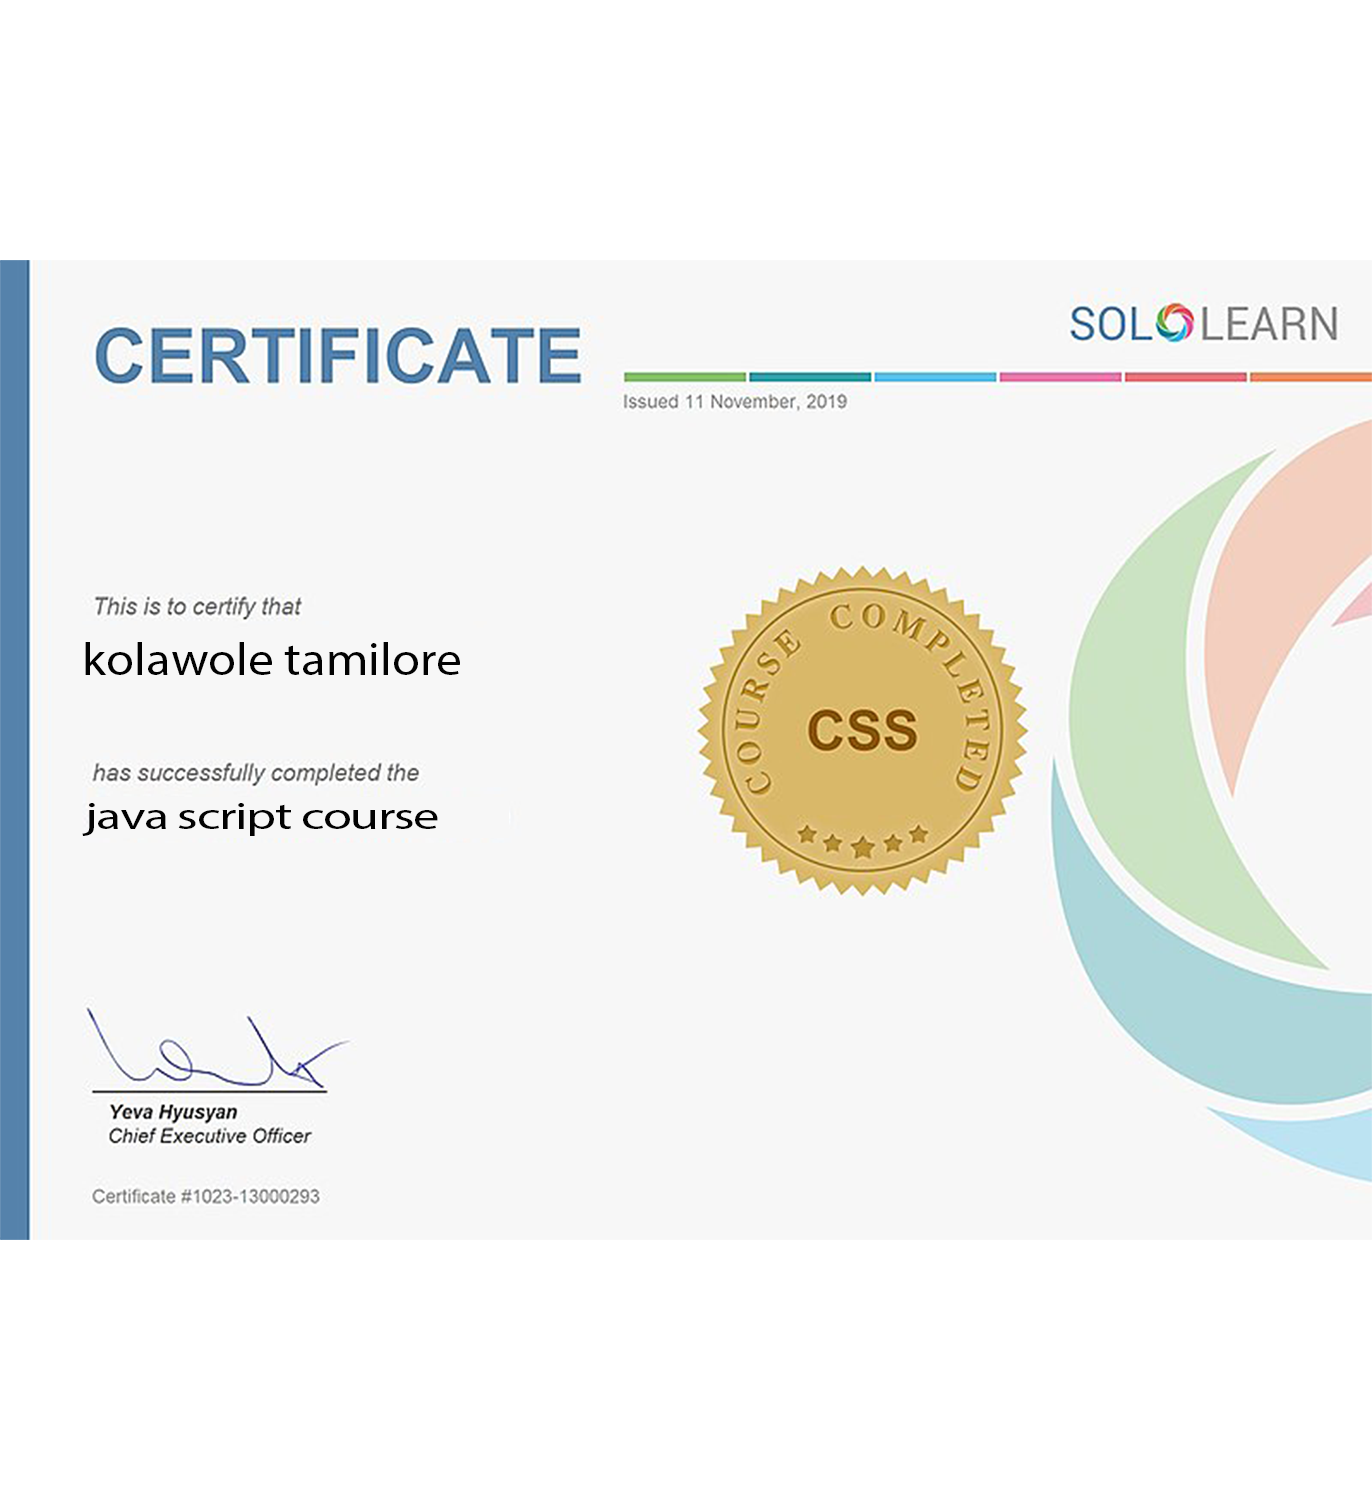 SOLOLEARN
CERTIFICATE
Issued 11 November, 2019
This is to certify that
kolawole tamilore
has successfully completed the
java script course
COURSE COMPLETED
CSS
Yeva Hyusyan
Chief Executive Officer
Certificate #1023-13000293